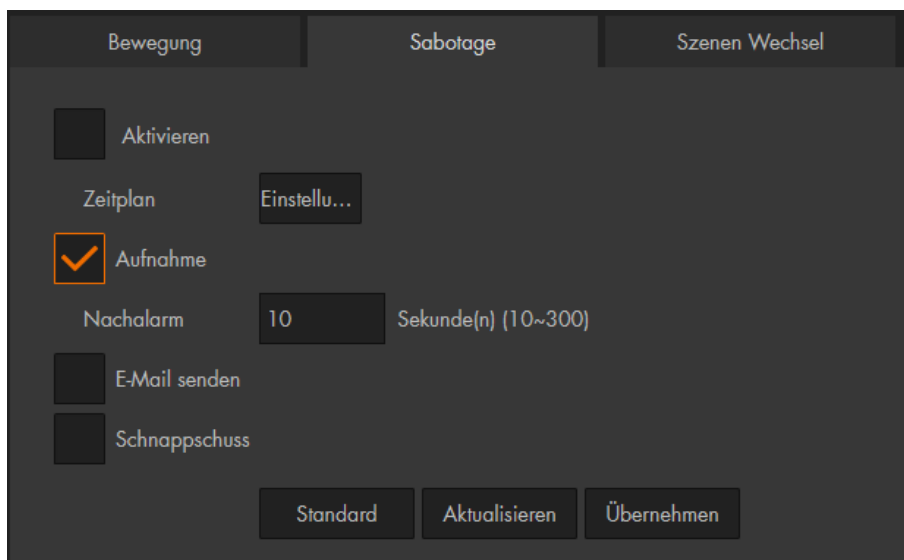 Bewegung Sabotage Szenen Wechsel
Aktivieren
Zeitplan Einstellu...
Aufnahme
Nachalarm 10 Sekunde(n) (10~300)
E-Mail senden
Schnappschuss
Standard Aktualisieren Übernehmen